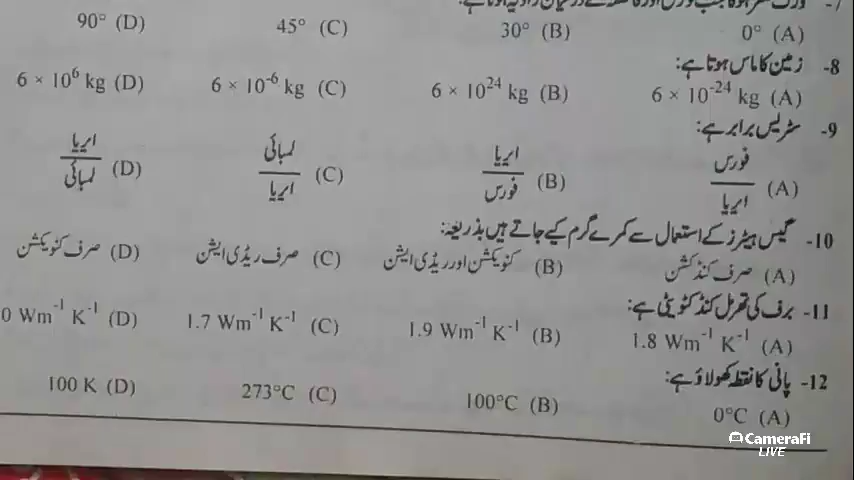 0° (A) 30° (B) 45° (C) 90° (D)
8- زمین کا ماس ہوتا ہے:
6 × 10⁻²⁴ kg (A) 6 × 10²⁴ kg (B) 6 × 10⁻⁶ kg (C) 6 × 10⁶ kg (D)
9- سٹریس برابر ہے:
(A) فورس / ایریا (B) ایریا / فورس (C) لمبائی / ایریا (D) ایریا / لمبائی
10- گیس ہیٹرز کے استعمال سے کمرے گرم کیے جاتے ہیں بذریعہ:
(A) صرف کنڈکشن (B) کنویکشن اور ریڈی ایشن (C) صرف ریڈی ایشن (D) صرف کنویکشن
11- برف کی تھرمل کنڈکٹویٹی ہے:
1.8 Wm⁻¹ K⁻¹ (A) 1.9 Wm⁻¹ K⁻¹ (B) 1.7 Wm⁻¹ K⁻¹ (C) 0 Wm⁻¹ K⁻¹ (D)
12- پانی کا نقطہ کھولاؤ ہے:
0°C (A) 100°C (B) 273°C (C) 100 K (D)
CameraFi
LIVE